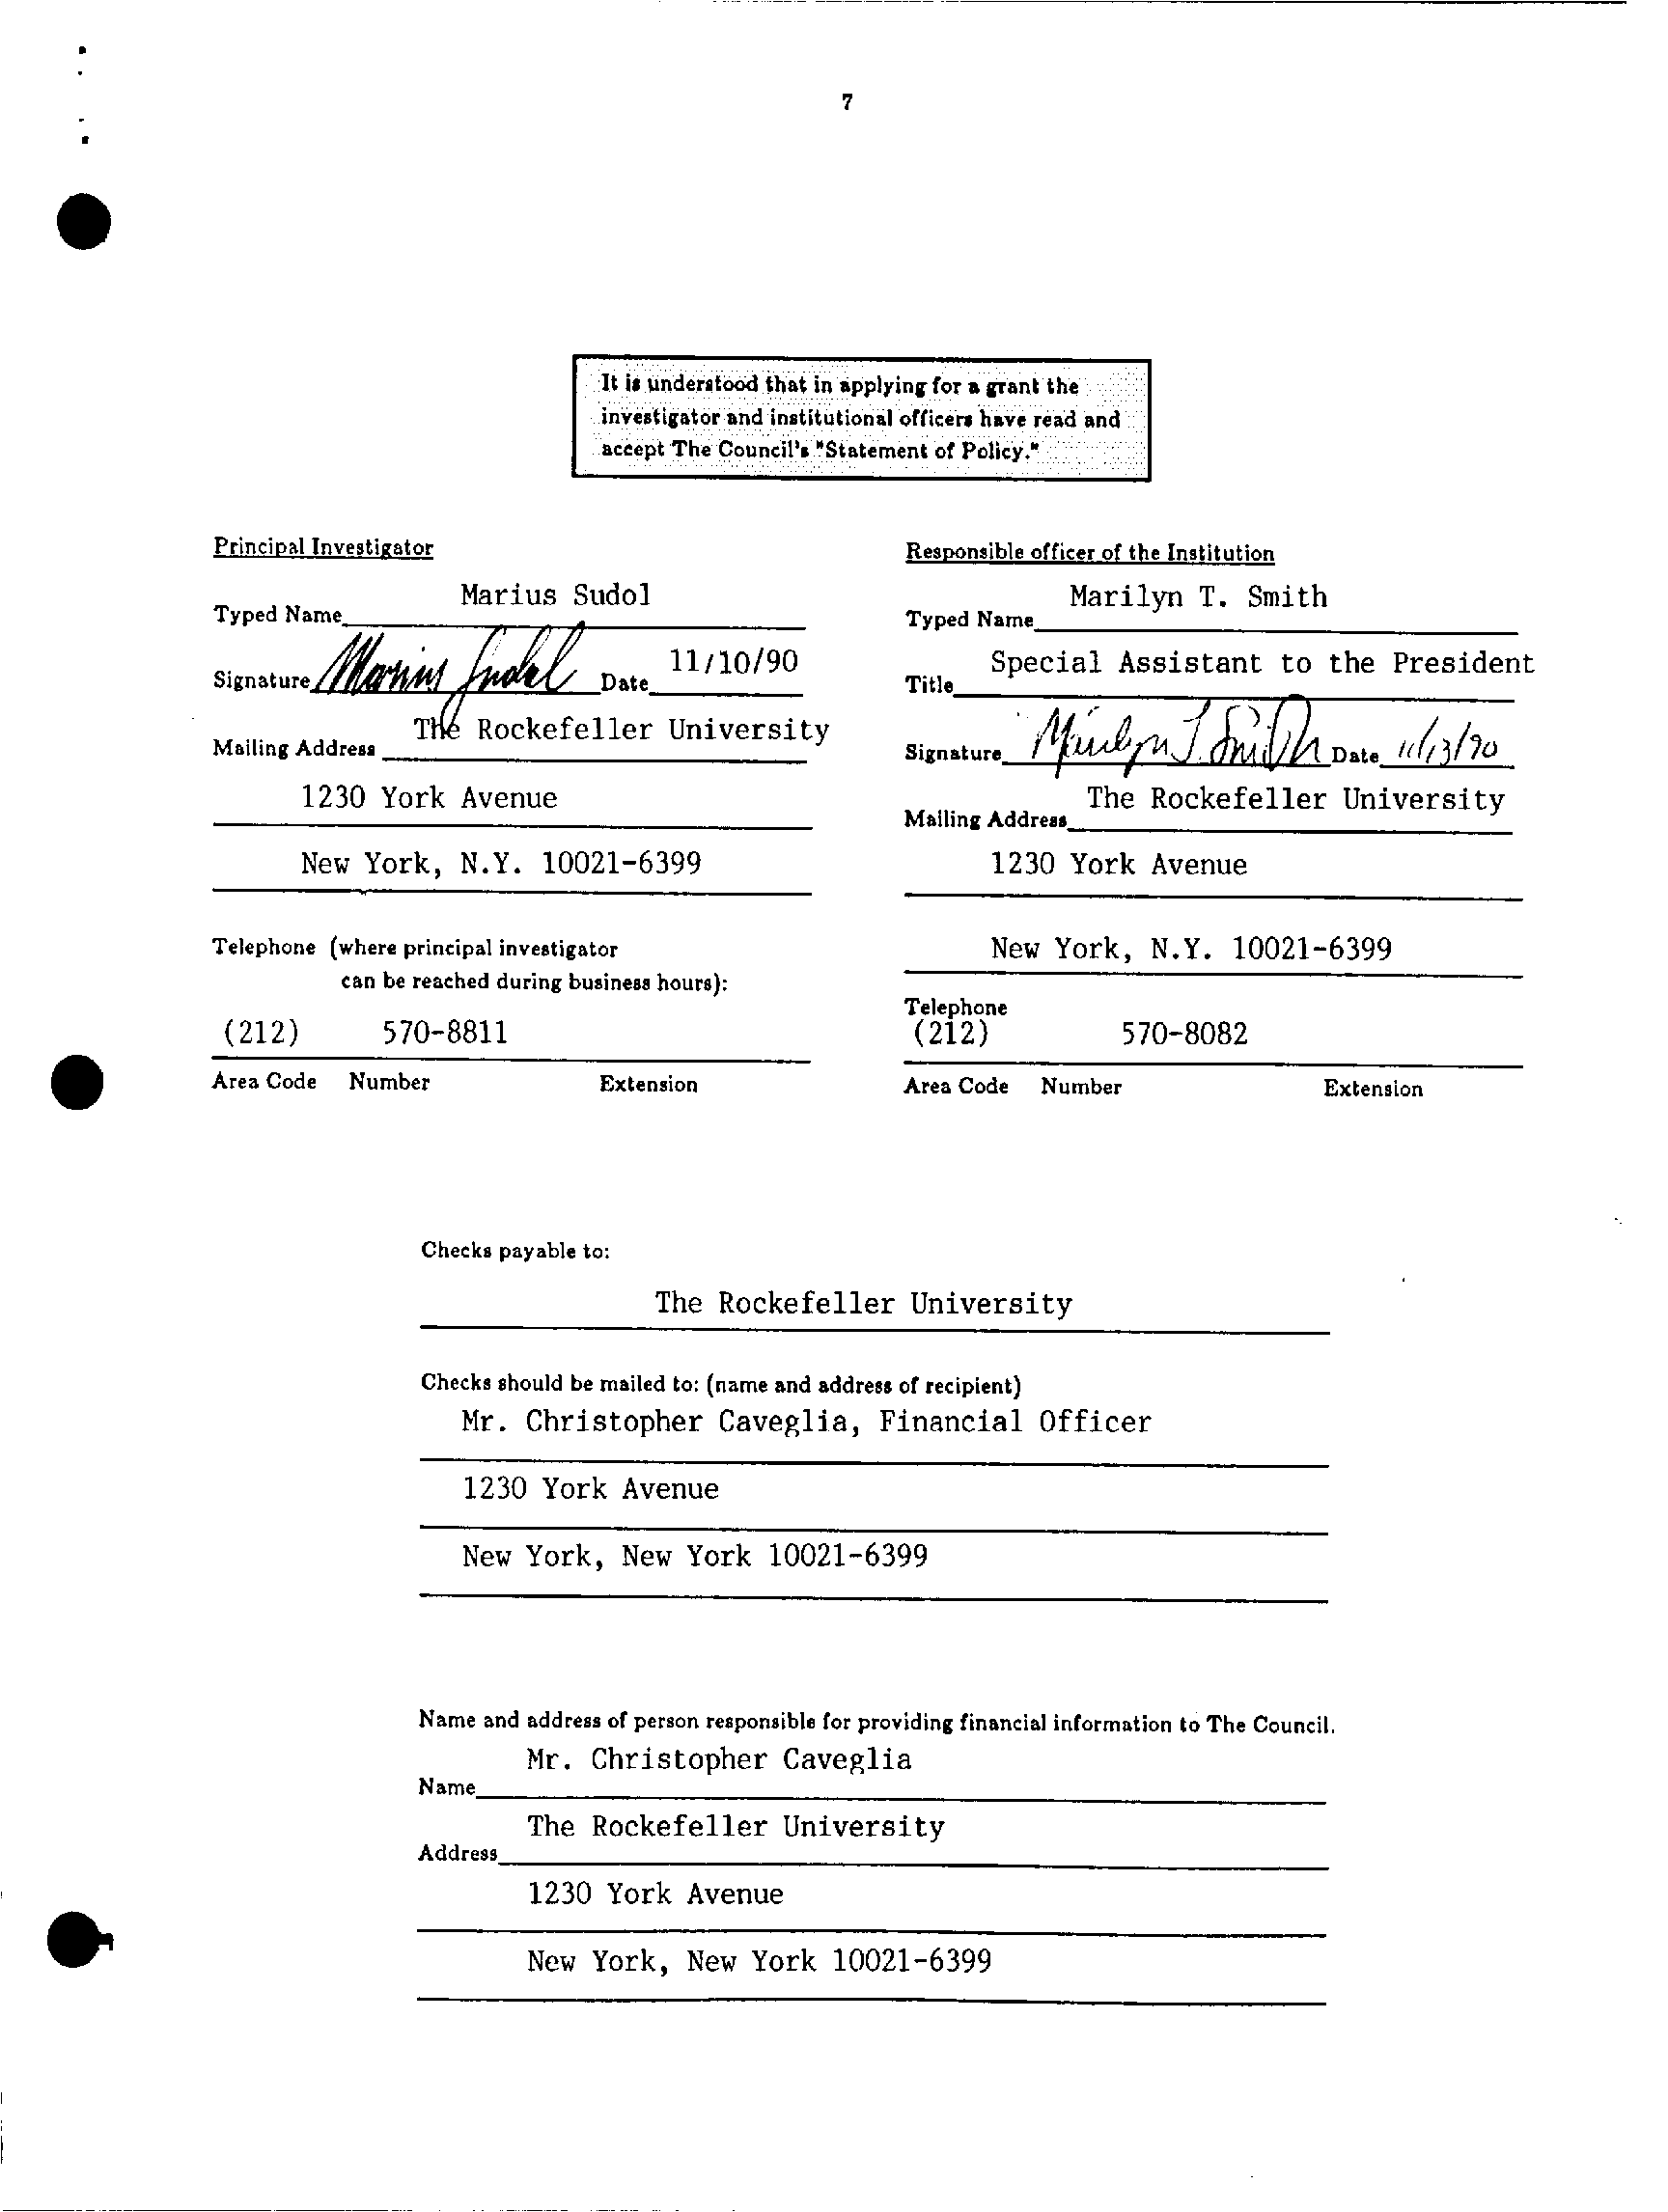 7
It is understood that in applying for a grant the
investigator and institutional officers have read and
accept The Council's "Statement of Policy."
Principal Investigator
Typed Name Marius Sudol
Signature Marius Sudol Date 11/10/90
Mailing Address The Rockefeller University
1230 York Avenue
New York, N.Y. 10021-6399
Telephone (where principal investigator
can be reached during business hours):
(212) 570-8811
Area Code Number Extension
Responsible officer of the Institution
Typed Name Marilyn T. Smith
Title Special Assistant to the President
Signature Marilyn T. Smith Date 11/13/90
Mailing Address The Rockefeller University
1230 York Avenue
New York, N.Y. 10021-6399
Telephone
(212) 570-8082
Area Code Number Extension
Checks payable to:
The Rockefeller University
Checks should be mailed to: (name and address of recipient)
Mr. Christopher Caveglia, Financial Officer
1230 York Avenue
New York, New York 10021-6399
Name and address of person responsible for providing financial information to The Council.
Name Mr. Christopher Caveglia
Address The Rockefeller University
1230 York Avenue
New York, New York 10021-6399